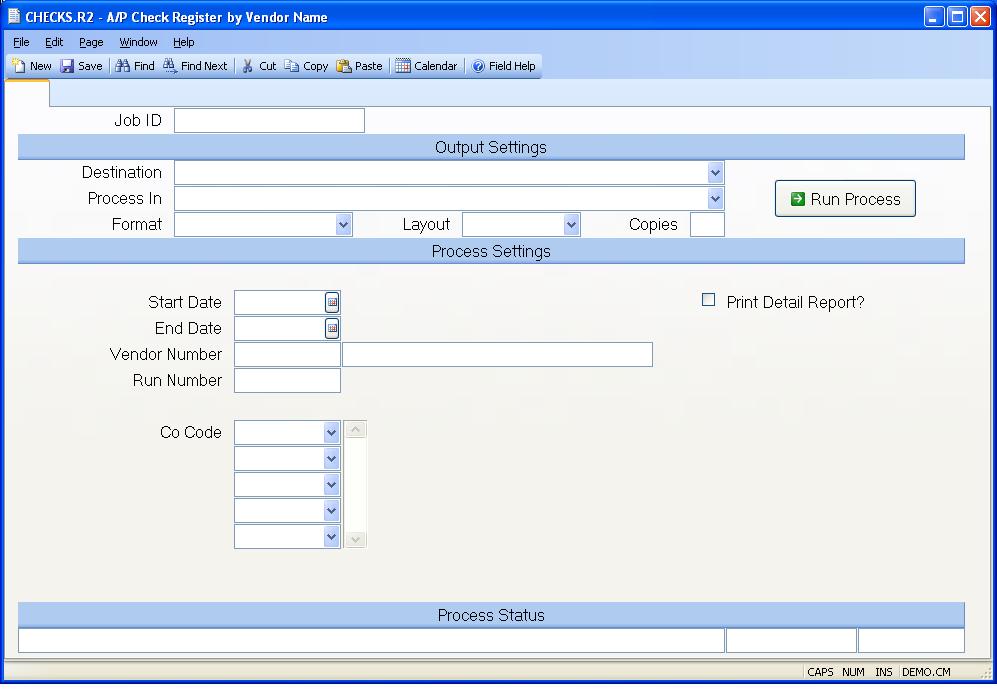 CHECKS.R2 - A/P Check Register by Vendor Name
File Edit Page Window Help
New Save Find Find Next Cut Copy Paste Calendar Field Help
Job ID
Output Settings
Destination
Process In
Run Process
Format Layout Copies
Process Settings
Start Date
Print Detail Report?
End Date
Vendor Number
Run Number
Co Code
Process Status
CAPS NUM INS DEMO.CM